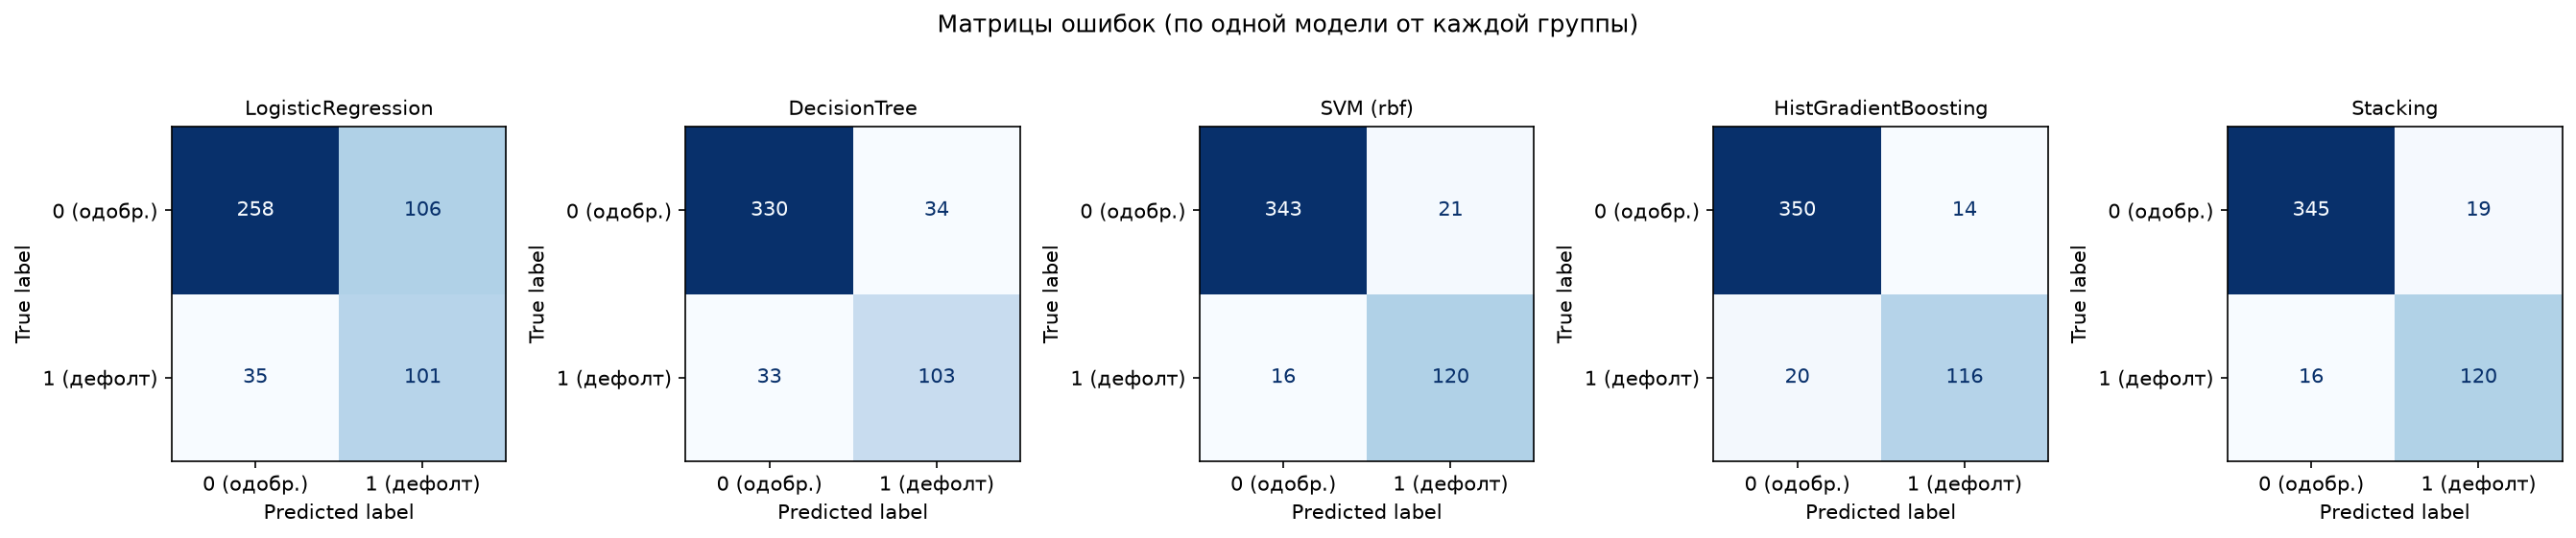 Матрицы ошибок (по одной модели от каждой группы)
LogisticRegression
True label
0 (одобр.)
258
106
1 (дефолт)
35
101
0 (одобр.)
1 (дефолт)
Predicted label
DecisionTree
True label
0 (одобр.)
330
34
1 (дефолт)
33
103
0 (одобр.)
1 (дефолт)
Predicted label
SVM (rbf)
True label
0 (одобр.)
343
21
1 (дефолт)
16
120
0 (одобр.)
1 (дефолт)
Predicted label
HistGradientBoosting
True label
0 (одобр.)
350
14
1 (дефолт)
20
116
0 (одобр.)
1 (дефолт)
Predicted label
Stacking
True label
0 (одобр.)
345
19
1 (дефолт)
16
120
0 (одобр.)
1 (дефолт)
Predicted label